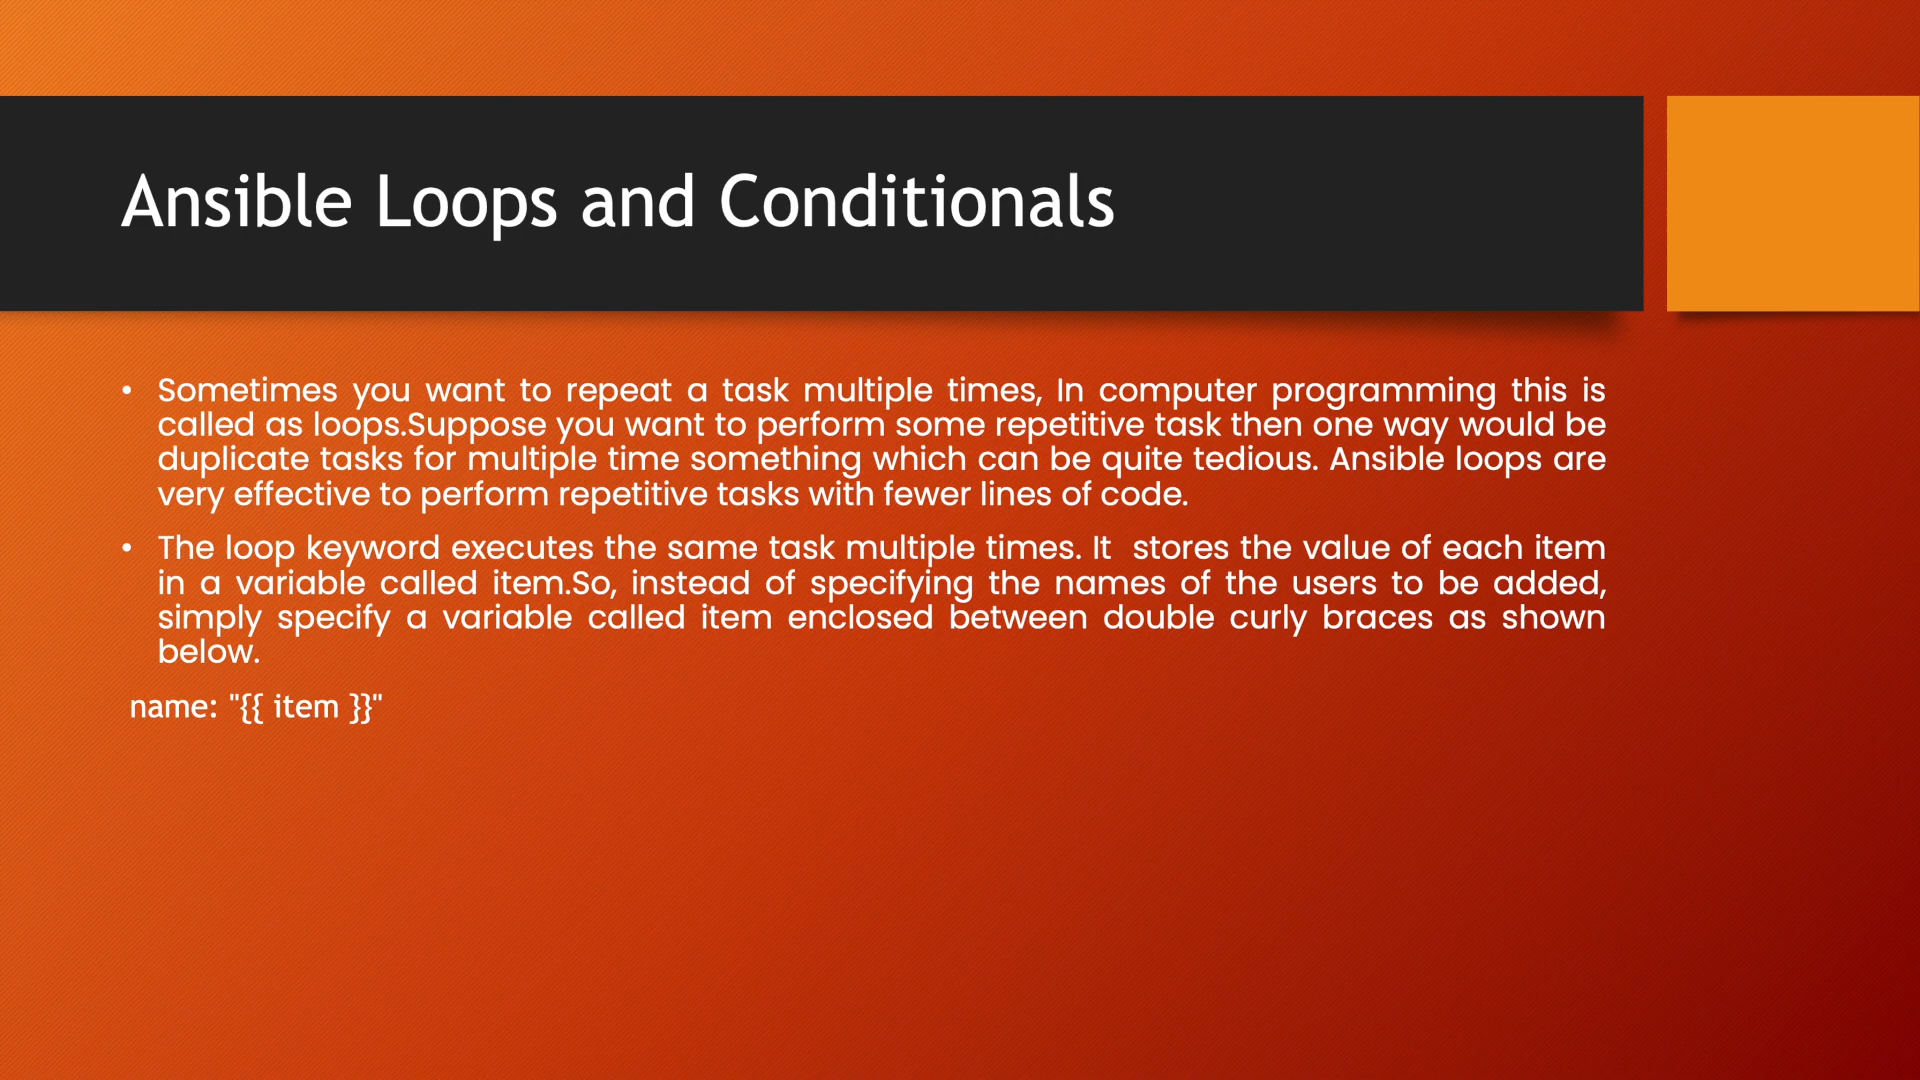 Ansible Loops and Conditionals
• Sometimes you want to repeat a task multiple times, In computer programming this is
called as loops.Suppose you want to perform some repetitive task then one way would be
duplicate tasks for multiple time something which can be quite tedious. Ansible loops are
very effective to perform repetitive tasks with fewer lines of code.
• The loop keyword executes the same task multiple times. It  stores the value of each item
in a variable called item.So, instead of specifying the names of the users to be added,
simply specify a variable called item enclosed between double curly braces as shown
below.
name: "{{ item }}"